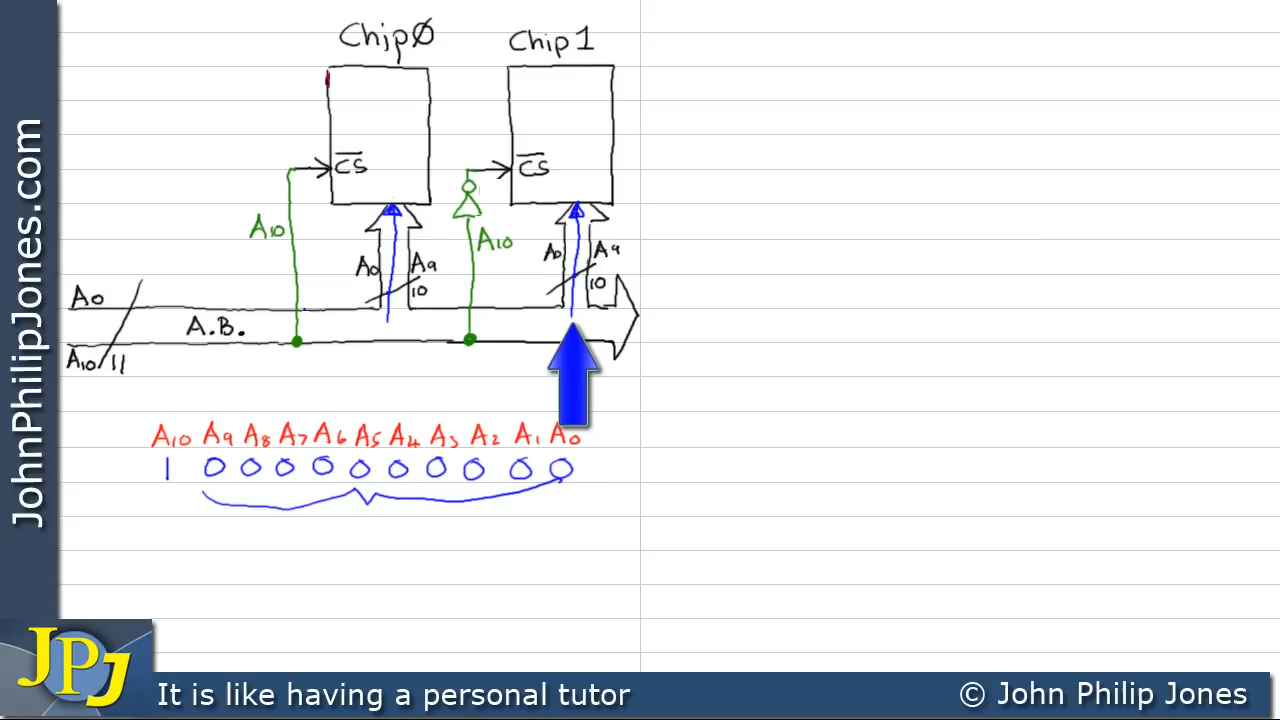 Chip0 Chip1
C̅S̅ C̅S̅
A10 A10
A0 A9 A0 A9
10 10
A0
A.B.
A10 11
A10 A9 A8 A7 A6 A5 A4 A3 A2 A1 A0
1 0 0 0 0 0 0 0 0 0 0
JohnPhilipJones.com
JPJ
It is like having a personal tutor © John Philip Jones